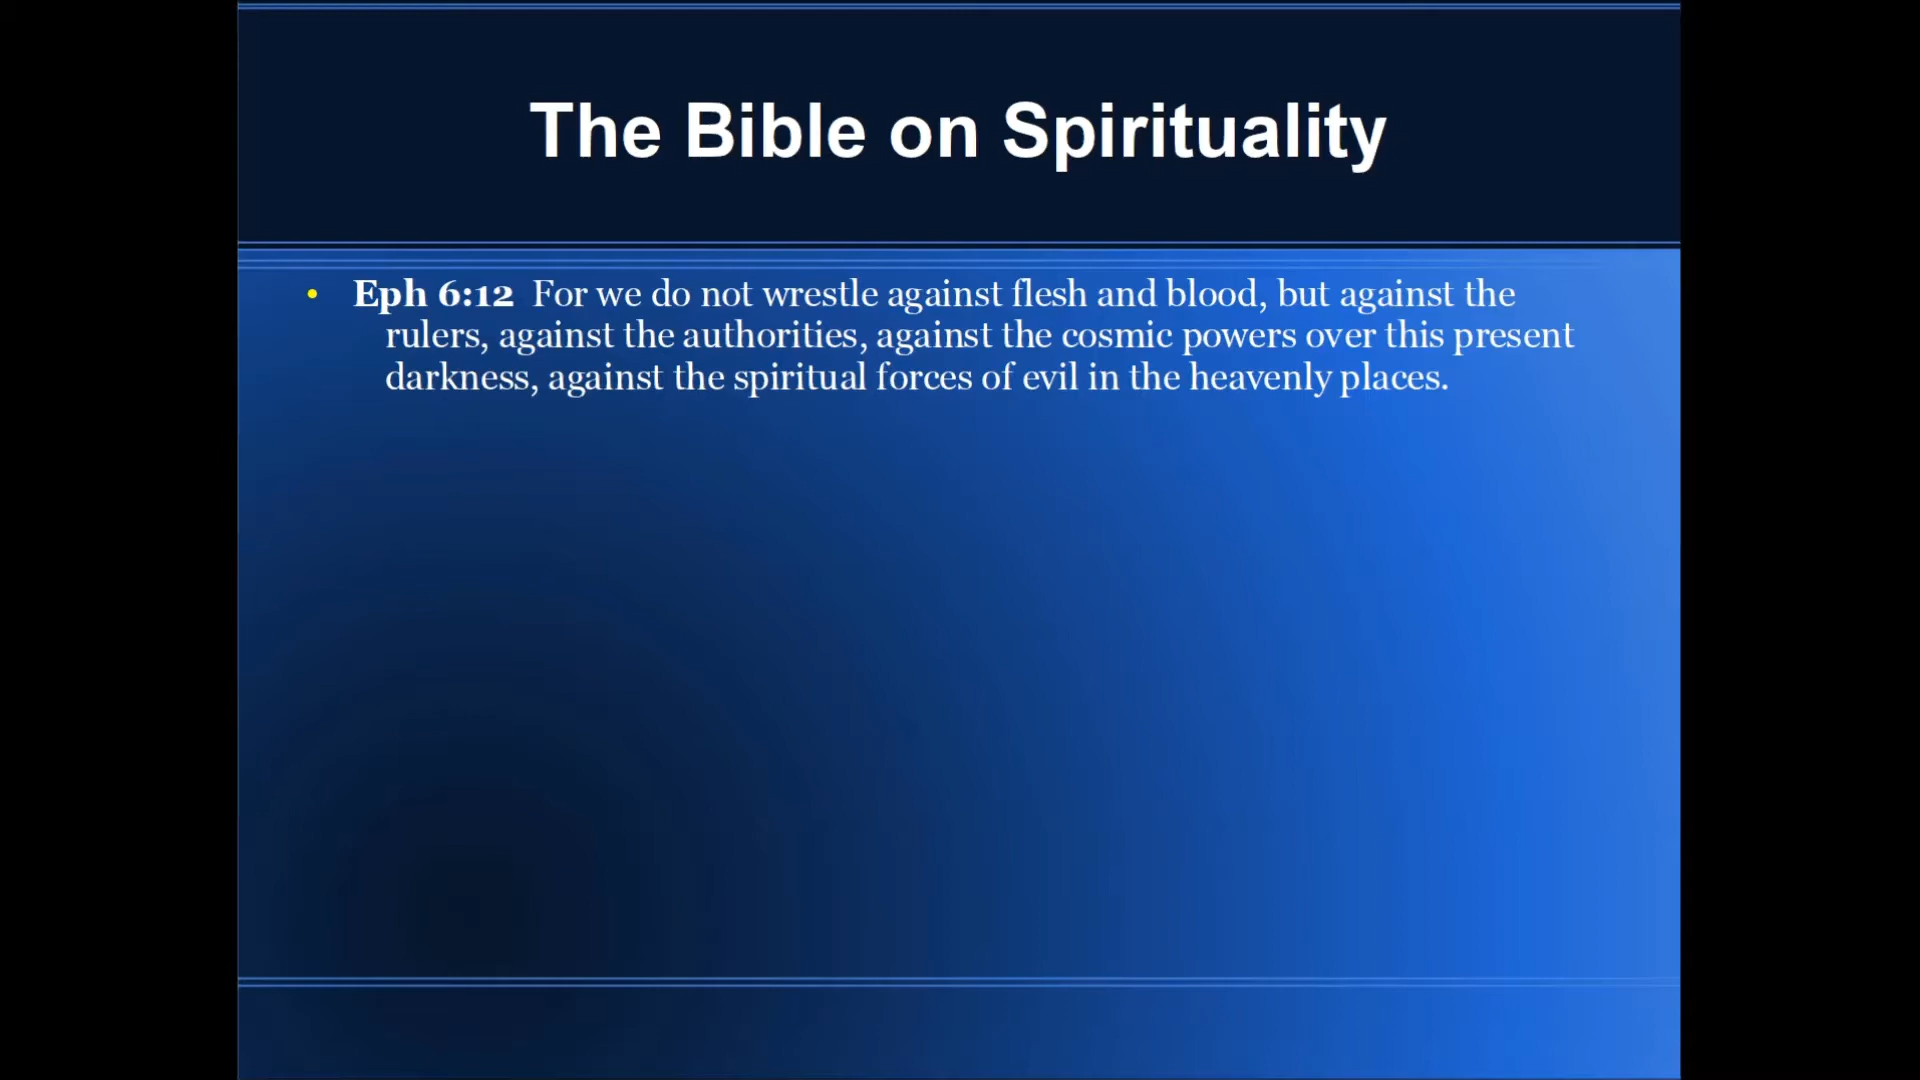 The Bible on Spirituality
• Eph 6:12 For we do not wrestle against flesh and blood, but against the
rulers, against the authorities, against the cosmic powers over this present
darkness, against the spiritual forces of evil in the heavenly places.